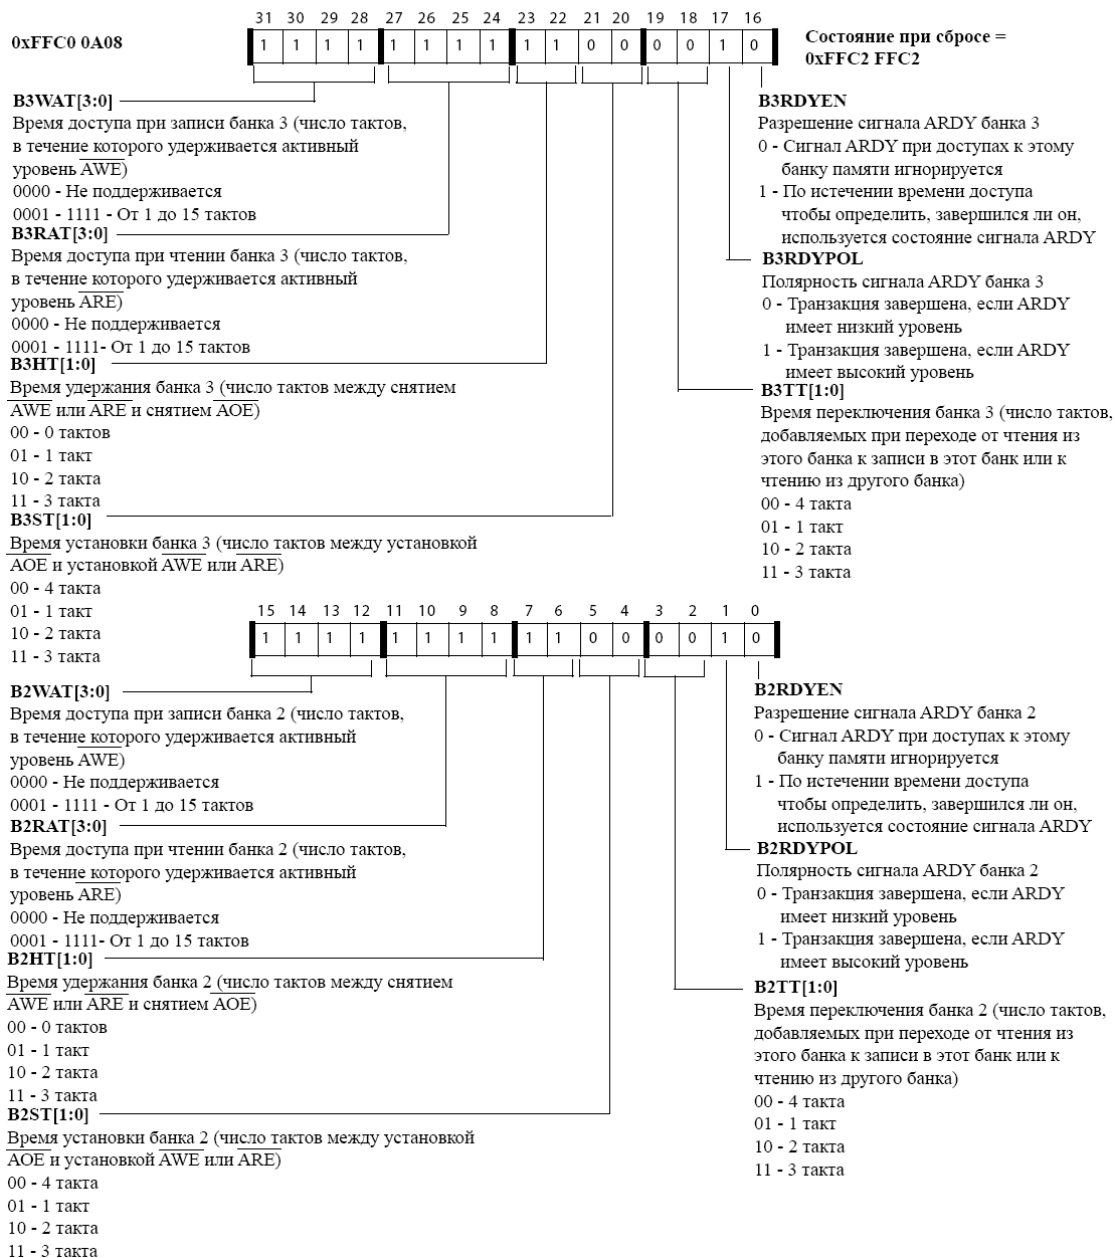 31 30 29 28 27 26 25 24 23 22 21 20 19 18 17 16
0xFFC0 0A08
1 1 1 1 1 1 1 1 1 1 0 0 0 0 1 0
Состояние при сбросе =
0xFFC2 FFC2
B3WAT[3:0]
Время доступа при записи банка 3 (число тактов,
в течение которого удерживается активный
уровень AWE)
0000 - Не поддерживается
0001 - 1111 - От 1 до 15 тактов
B3RAT[3:0]
Время доступа при чтении банка 3 (число тактов,
в течение которого удерживается активный
уровень ARE)
0000 - Не поддерживается
0001 - 1111- От 1 до 15 тактов
B3HT[1:0]
Время удержания банка 3 (число тактов между снятием
AWE или ARE и снятием AOE)
00 - 0 тактов
01 - 1 такт
10 - 2 такта
11 - 3 такта
B3ST[1:0]
Время установки банка 3 (число тактов между установкой
AOE и установкой AWE или ARE)
00 - 4 такта
01 - 1 такт
10 - 2 такта
11 - 3 такта
B3RDYEN
Разрешение сигнала ARDY банка 3
0 - Сигнал ARDY при доступах к этому
банку памяти игнорируется
1 - По истечении времени доступа
чтобы определить, завершился ли он,
используется состояние сигнала ARDY
B3RDYPOL
Полярность сигнала ARDY банка 3
0 - Транзакция завершена, если ARDY
имеет низкий уровень
1 - Транзакция завершена, если ARDY
имеет высокий уровень
B3TT[1:0]
Время переключения банка 3 (число тактов,
добавляемых при переходе от чтения из
этого банка к записи в этот банк или к
чтению из другого банка)
00 - 4 такта
01 - 1 такт
10 - 2 такта
11 - 3 такта
15 14 13 12 11 10 9 8 7 6 5 4 3 2 1 0
1 1 1 1 1 1 1 1 1 1 0 0 0 0 1 0
B2WAT[3:0]
Время доступа при записи банка 2 (число тактов,
в течение которого удерживается активный
уровень AWE)
0000 - Не поддерживается
0001 - 1111 - От 1 до 15 тактов
B2RAT[3:0]
Время доступа при чтении банка 2 (число тактов,
в течение которого удерживается активный
уровень ARE)
0000 - Не поддерживается
0001 - 1111- От 1 до 15 тактов
B2HT[1:0]
Время удержания банка 2 (число тактов между снятием
AWE или ARE и снятием AOE)
00 - 0 тактов
01 - 1 такт
10 - 2 такта
11 - 3 такта
B2ST[1:0]
Время установки банка 2 (число тактов между установкой
AOE и установкой AWE или ARE)
00 - 4 такта
01 - 1 такт
10 - 2 такта
11 - 3 такта
B2RDYEN
Разрешение сигнала ARDY банка 2
0 - Сигнал ARDY при доступах к этому
банку памяти игнорируется
1 - По истечении времени доступа
чтобы определить, завершился ли он,
используется состояние сигнала ARDY
B2RDYPOL
Полярность сигнала ARDY банка 2
0 - Транзакция завершена, если ARDY
имеет низкий уровень
1 - Транзакция завершена, если ARDY
имеет высокий уровень
B2TT[1:0]
Время переключения банка 2 (число тактов,
добавляемых при переходе от чтения из
этого банка к записи в этот банк или к
чтению из другого банка)
00 - 4 такта
01 - 1 такт
10 - 2 такта
11 - 3 такта